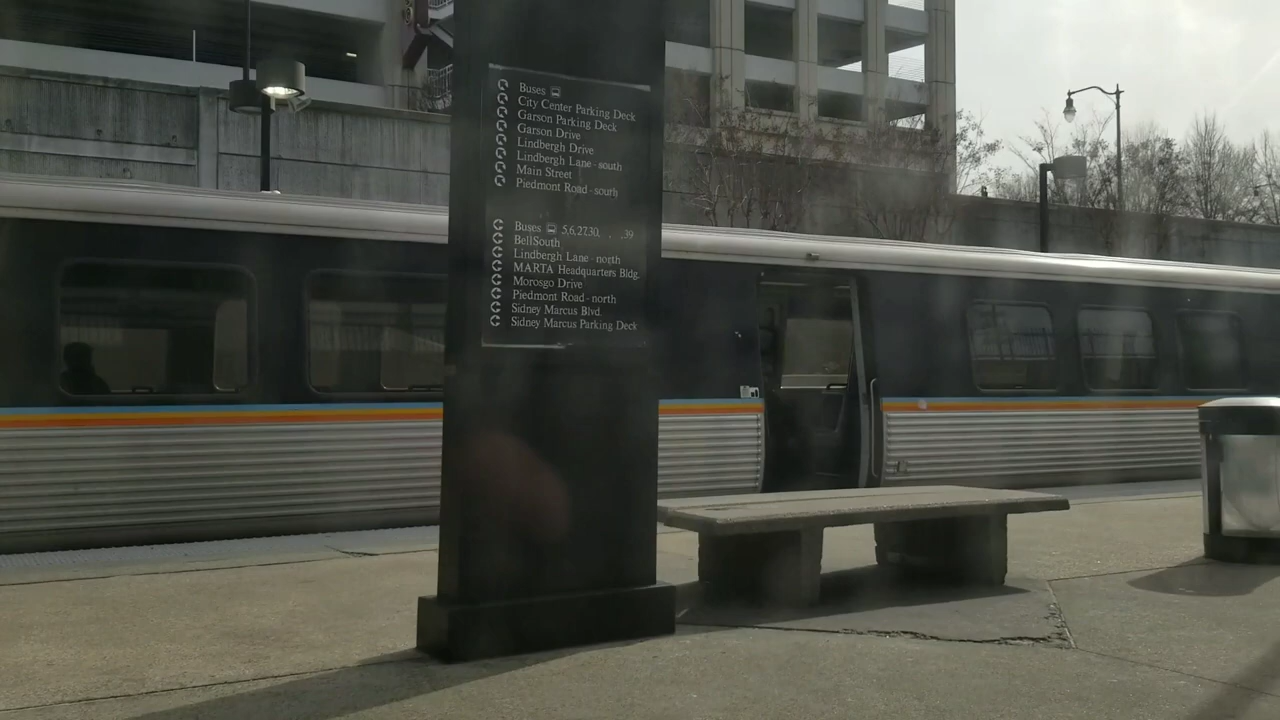 Buses
City Center Parking Deck
Garson Parking Deck
Garson Drive
Lindbergh Drive
Lindbergh Lane - south
Main Street
Piedmont Road - south
Buses 5,6,27,30, , ,39
BellSouth
Lindbergh Lane - north
MARTA Headquarters Bldg.
Morosgo Drive
Piedmont Road - north
Sidney Marcus Blvd.
Sidney Marcus Parking Deck